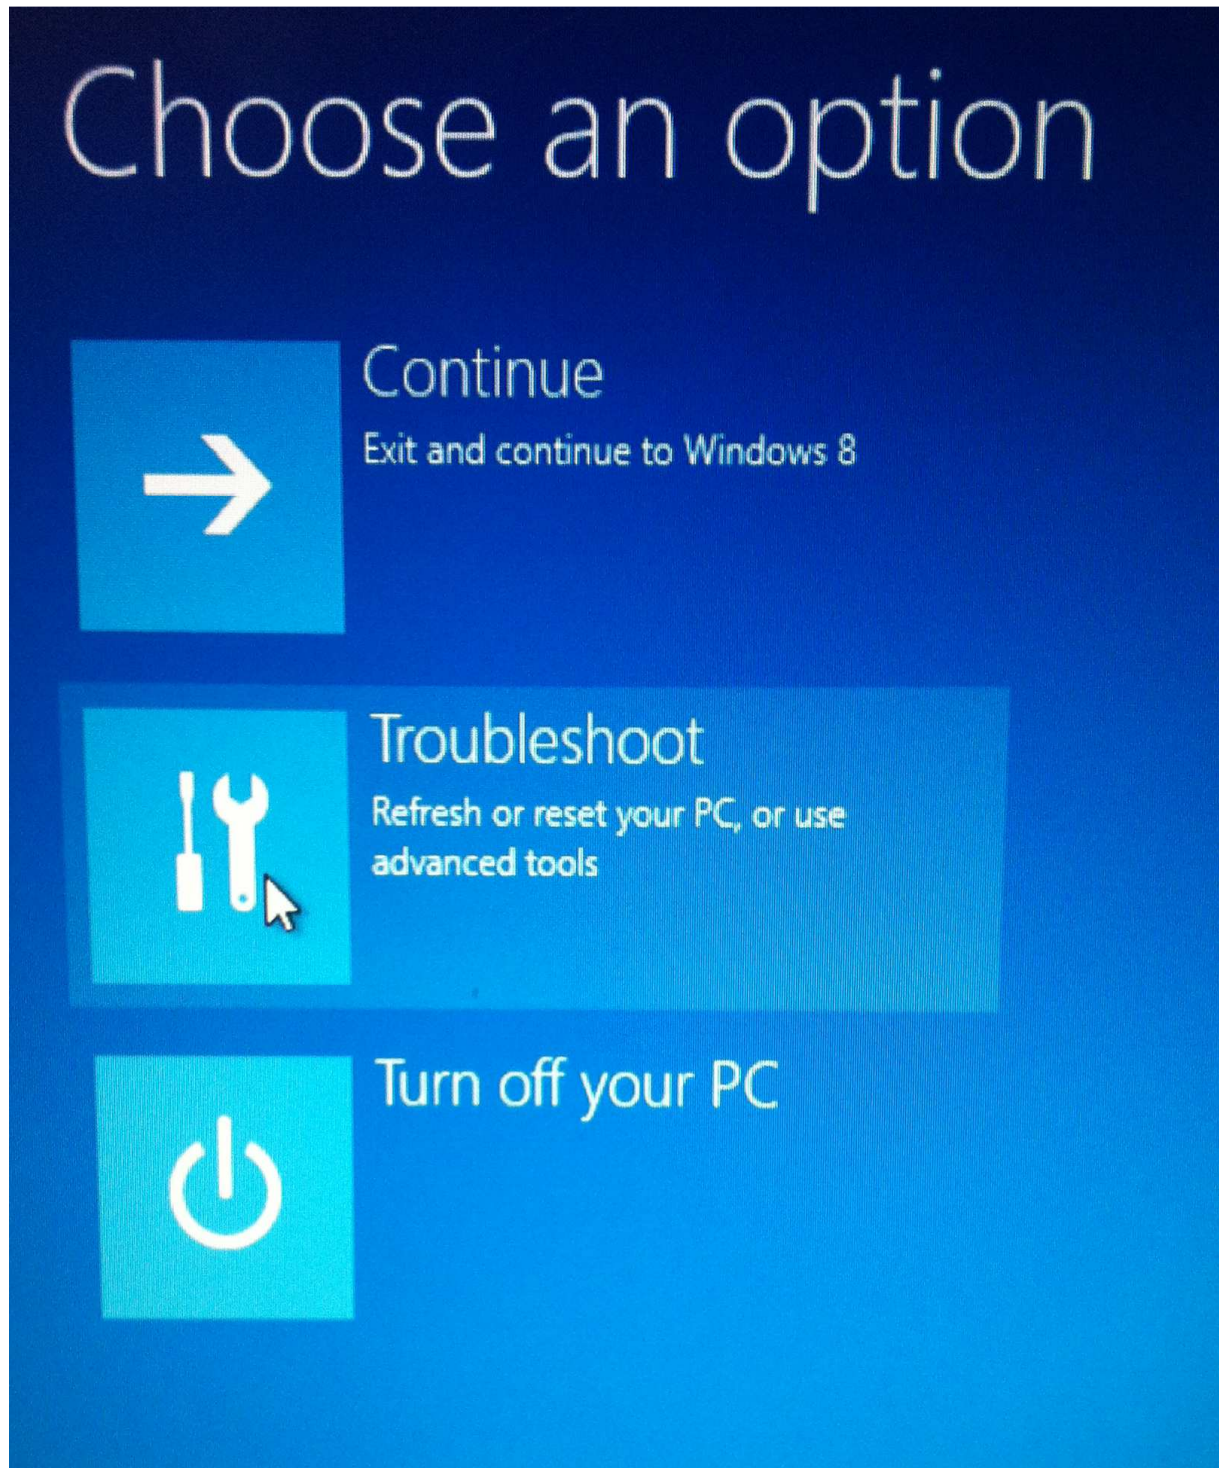 Choose an option
Continue
Exit and continue to Windows 8
Troubleshoot
Refresh or reset your PC, or use
advanced tools
Turn off your PC